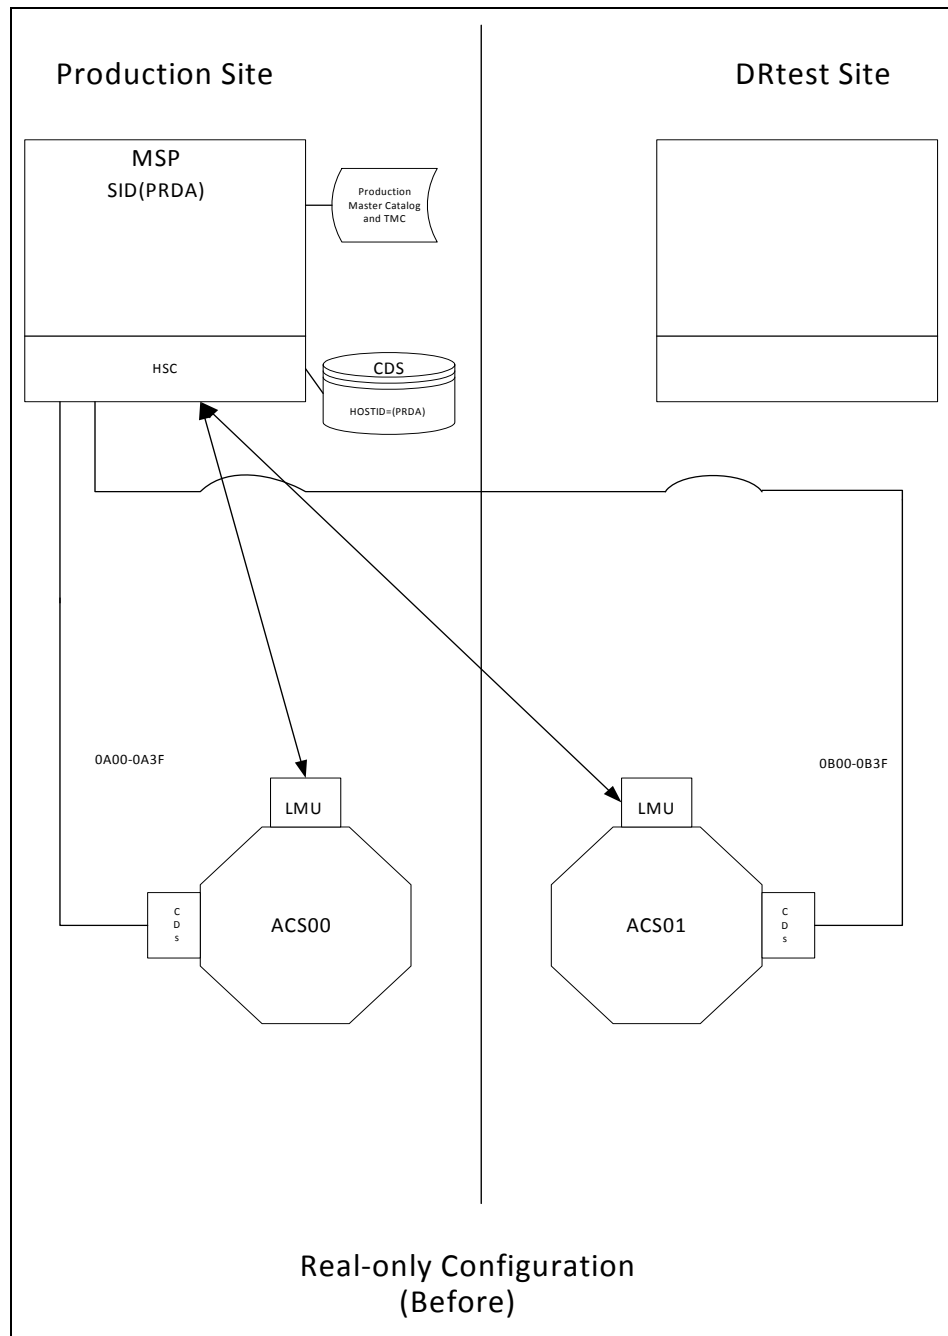 Production Site
DRtest Site
MSP
SID(PRDA)
Production
Master Catalog
and TMC
HSC
CDS
HOSTID=(PRDA)
0A00-0A3F
0B00-0B3F
LMU
LMU
C
D
s
ACS00
ACS01
C
D
s
Real-only Configuration
(Before)